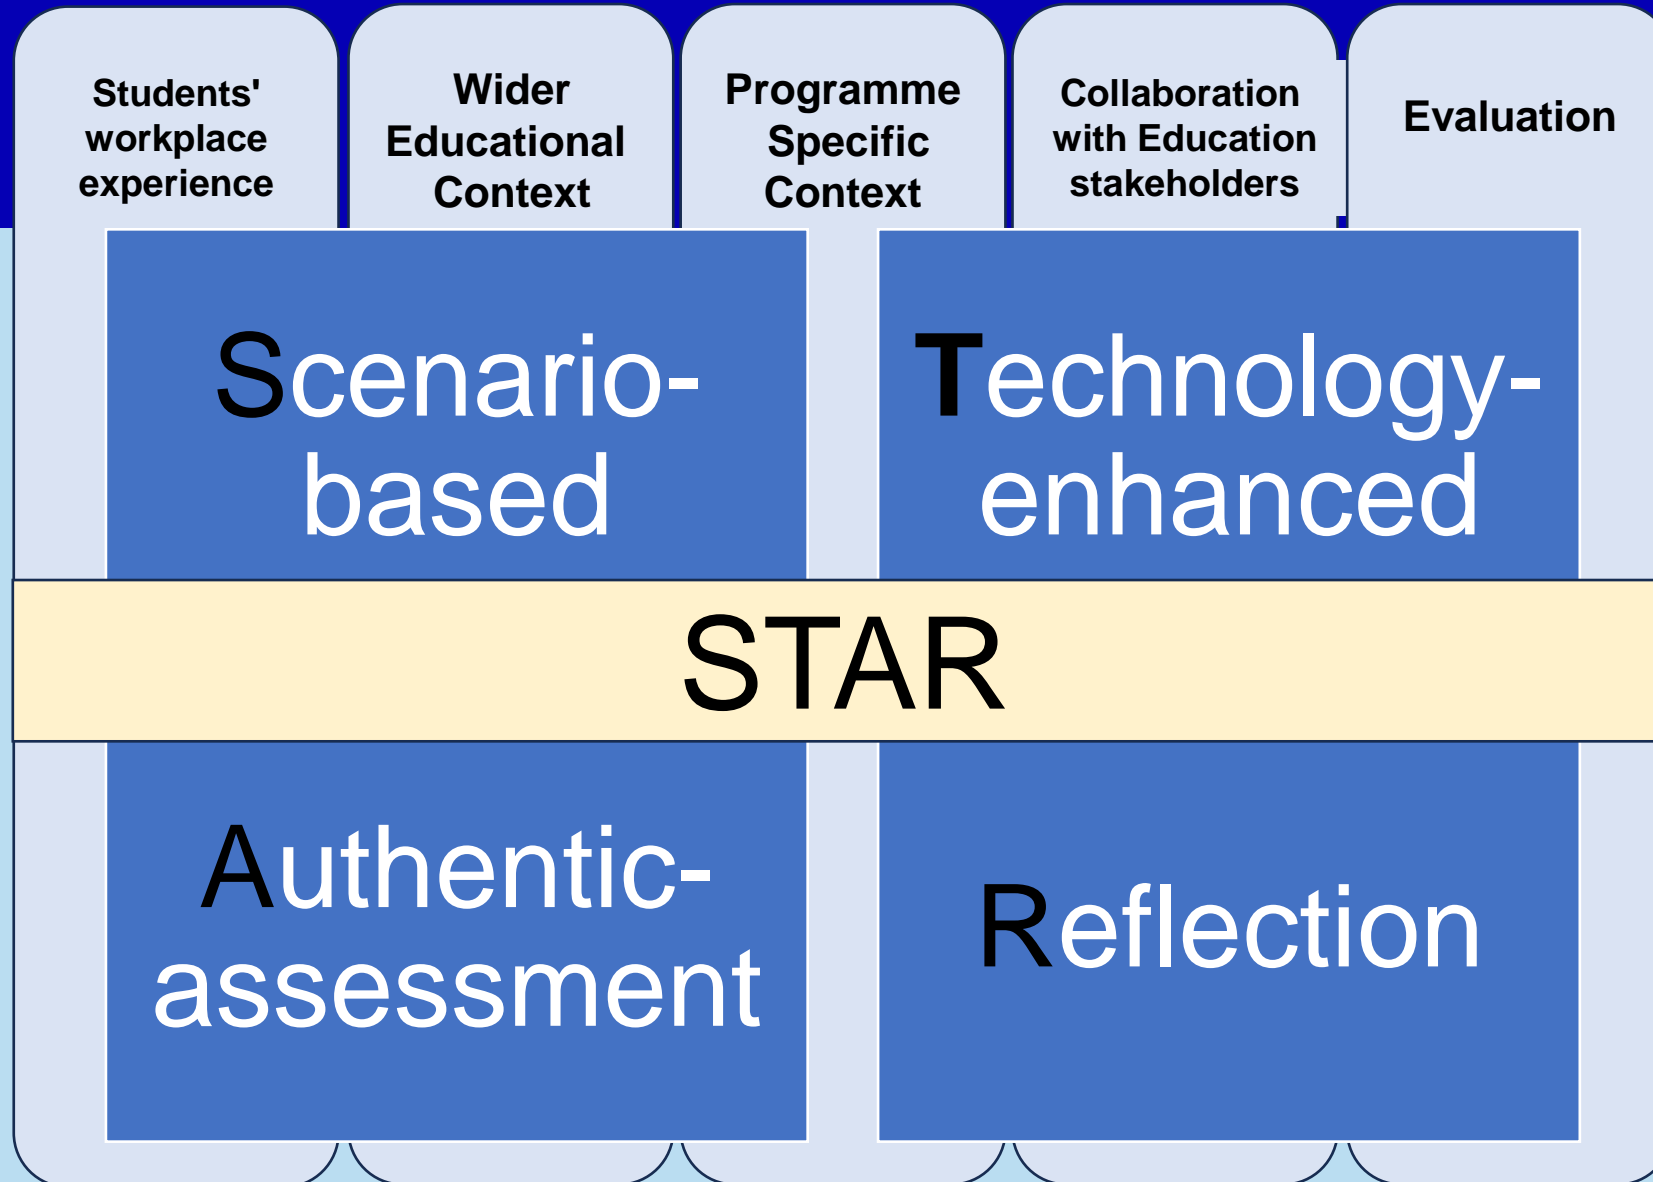 Students'
workplace
experience
Wider
Educational
Context
Programme
Specific
Context
Collaboration
with Education
stakeholders
Evaluation
Scenario-
based
Technology-
enhanced
STAR
Authentic-
assessment
Reflection